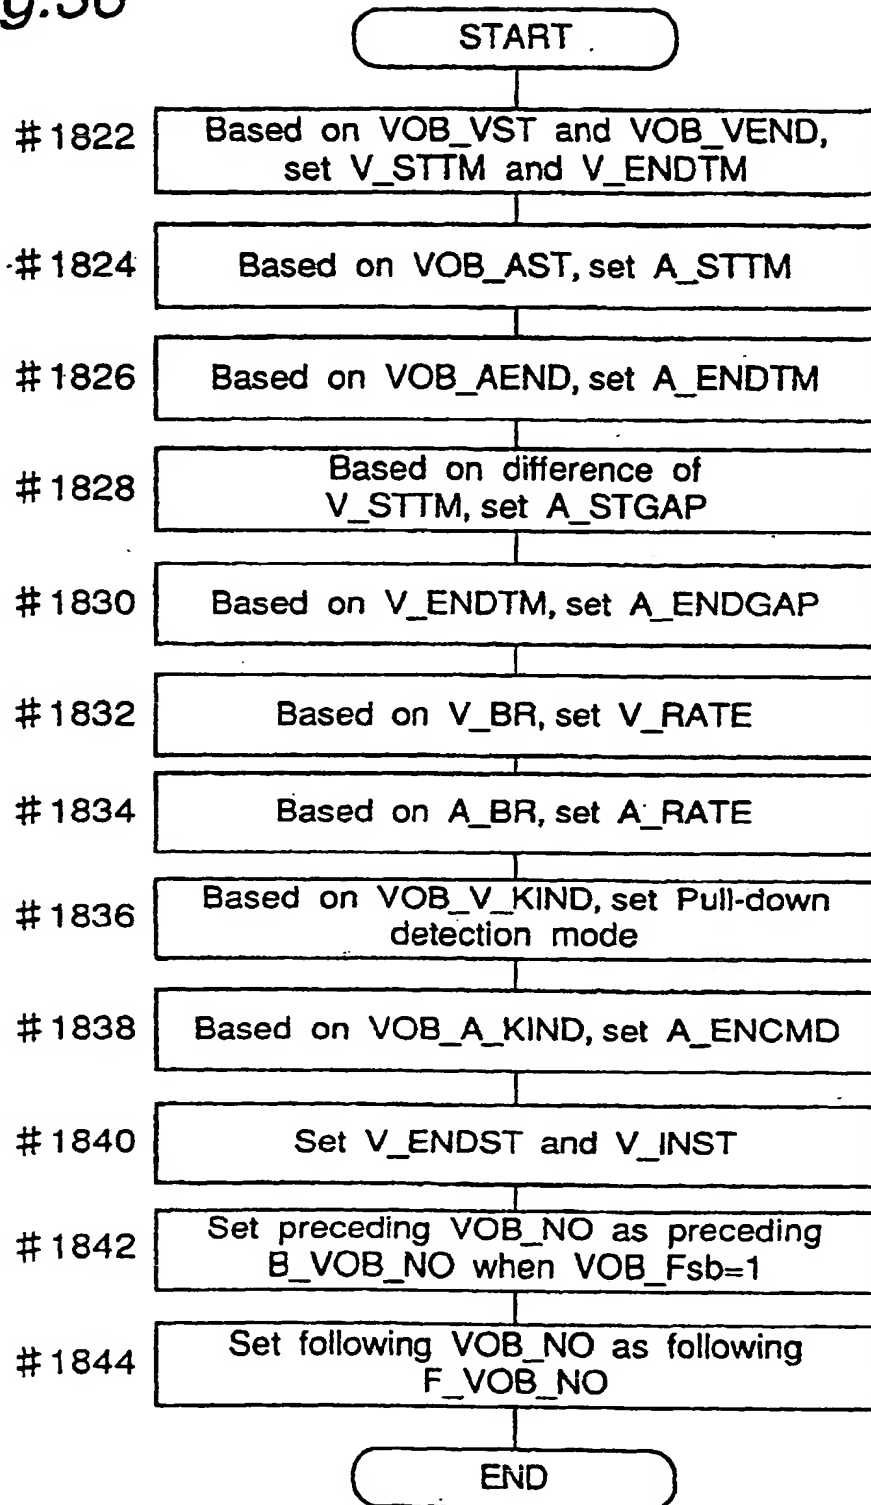 g.56
START
#1822
Based on VOB_VST and VOB_VEND,
set V_STTM and V_ENDTM
#1824
Based on VOB_AST, set A_STTM
#1826
Based on VOB_AEND, set A_ENDTM
#1828
Based on difference of
V_STTM, set A_STGAP
#1830
Based on V_ENDTM, set A_ENDGAP
#1832
Based on V_BR, set V_RATE
#1834
Based on A_BR, set A_RATE
#1836
Based on VOB_V_KIND, set Pull-down
detection mode
#1838
Based on VOB_A_KIND, set A_ENCMD
#1840
Set V_ENDST and V_INST
#1842
Set preceding VOB_NO as preceding
B_VOB_NO when VOB_Fsb=1
#1844
Set following VOB_NO as following
F_VOB_NO
END